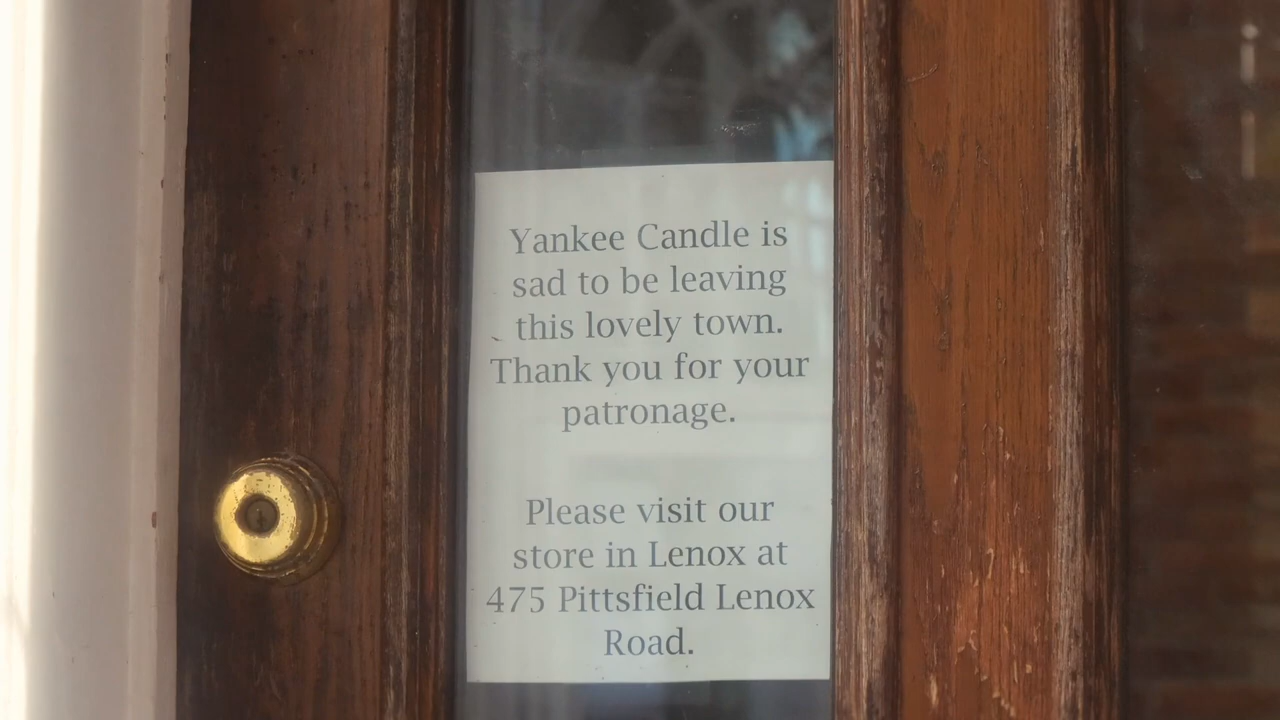 Yankee Candle is
sad to be leaving
this lovely town.
Thank you for your
patronage.
Please visit our
store in Lenox at
475 Pittsfield Lenox
Road.